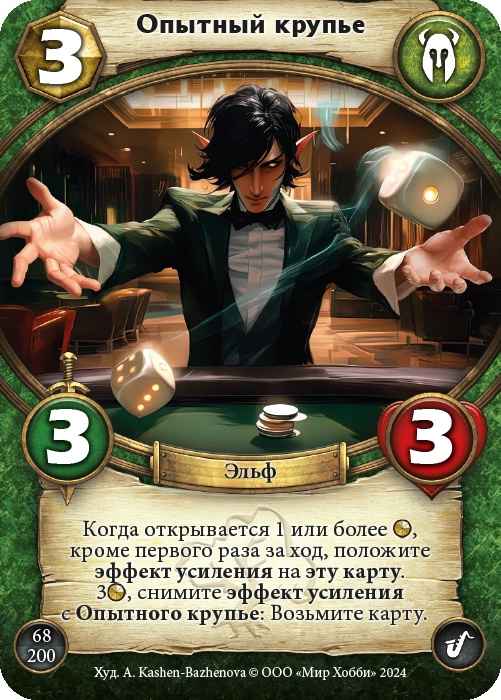 Опытный крупье
3
3
3
Эльф
Когда открывается 1 или более ,
кроме первого раза за ход, положите
эффект усиления на эту карту.
3, снимите эффект усиления
с Опытного крупье: Возьмите карту.
68
200
Худ. A. Kashen-Bazhenova © ООО «Мир Хобби» 2024